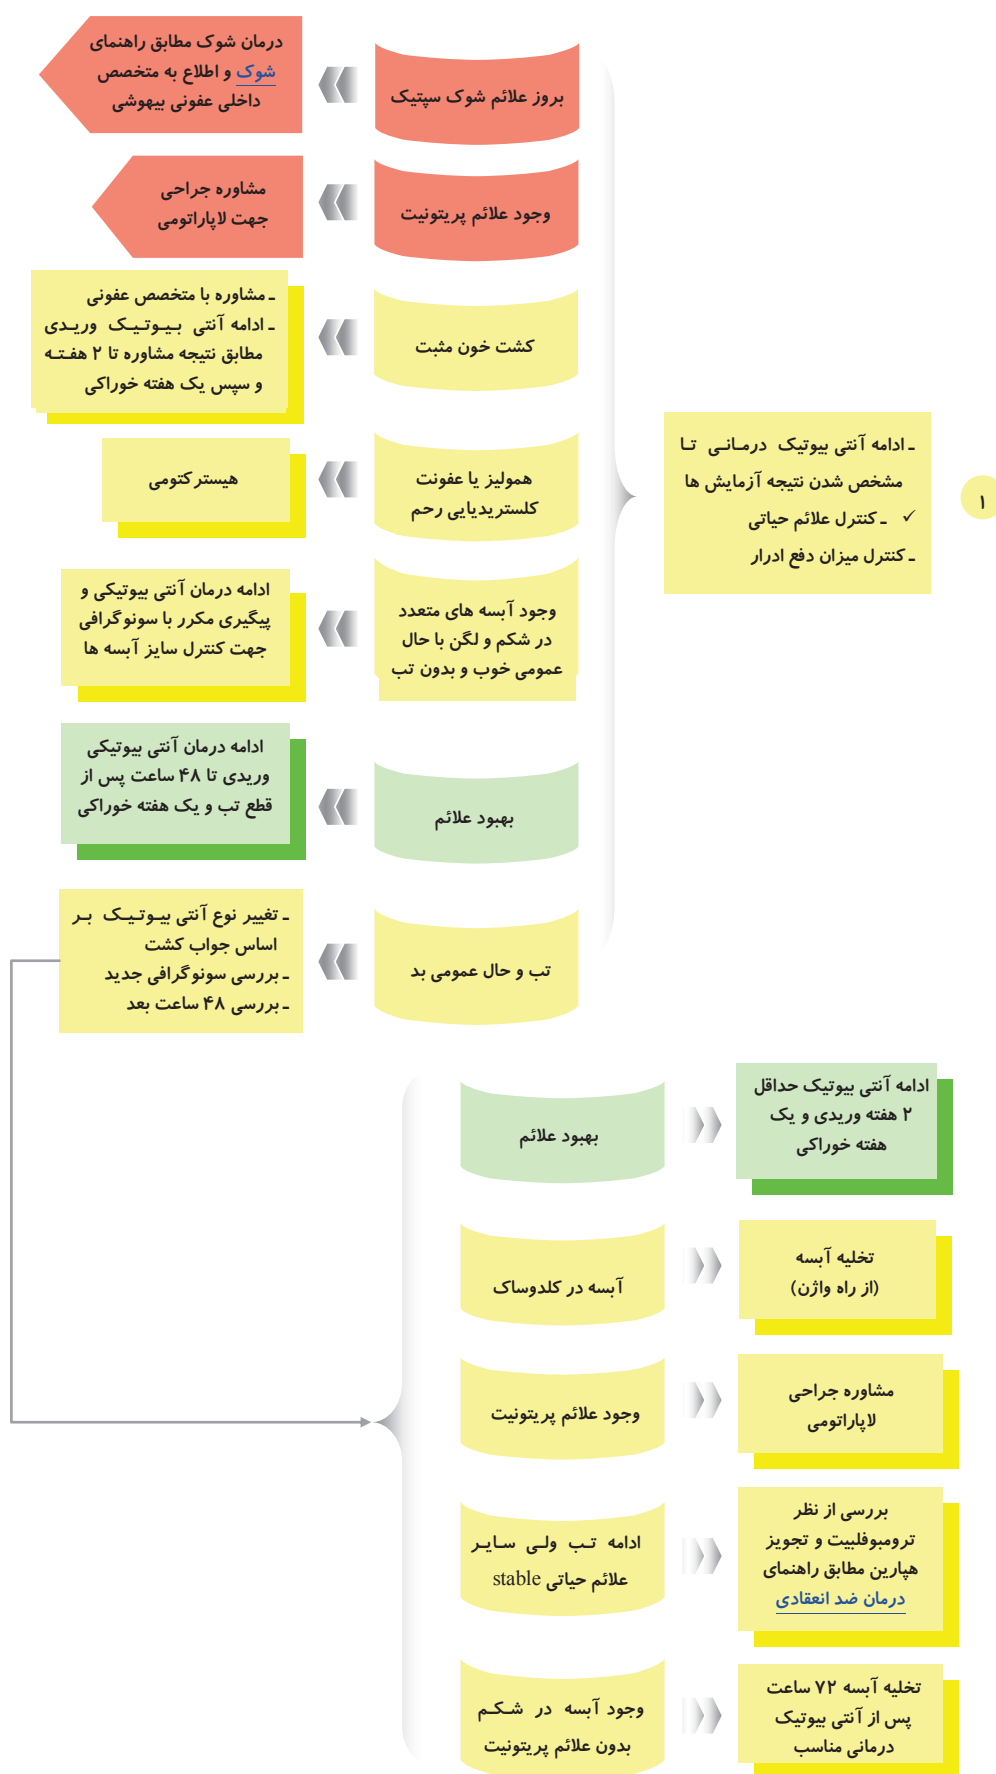 ۱
ـ ادامه آنتی بیوتیک درمانی تا
مشخص شدن نتیجه آزمایش ها
✓ ـ کنترل علائم حیاتی
ـ کنترل میزان دفع ادرار
بروز علائم شوک سپتیک
درمان شوک مطابق راهنمای
شوک و اطلاع به متخصص
داخلی عفونی بیهوشی
وجود علائم پریتونیت
مشاوره جراحی
جهت لاپاراتومی
کشت خون مثبت
ـ مشاوره با متخصص عفونی
ـ ادامه آنتی بیوتیک وریدی
مطابق نتیجه مشاوره تا ۲ هفته
و سپس یک هفته خوراکی
همولیز یا عفونت
کلستریدیایی رحم
هیسترکتومی
وجود آبسه های متعدد
در شکم و لگن با حال
عمومی خوب و بدون تب
ادامه درمان آنتی بیوتیکی و
پیگیری مکرر با سونوگرافی
جهت کنترل سایز آبسه ها
بهبود علائم
ادامه درمان آنتی بیوتیکی
وریدی تا ۴۸ ساعت پس از
قطع تب و یک هفته خوراکی
تب و حال عمومی بد
ـ تغییر نوع آنتی بیوتیک بر
اساس جواب کشت
ـ بررسی سونوگرافی جدید
ـ بررسی ۴۸ ساعت بعد
بهبود علائم
ادامه آنتی بیوتیک حداقل
۲ هفته وریدی و یک
هفته خوراکی
آبسه در کلدوساک
تخلیه آبسه
(از راه واژن)
وجود علائم پریتونیت
مشاوره جراحی
لاپاراتومی
ادامه تب ولی سایر
علائم حیاتی stable
بررسی از نظر
ترومبوفلبیت و تجویز
هپارین مطابق راهنمای
درمان ضد انعقادی
وجود آبسه در شکم
بدون علائم پریتونیت
تخلیه آبسه ۷۲ ساعت
پس از آنتی بیوتیک
درمانی مناسب